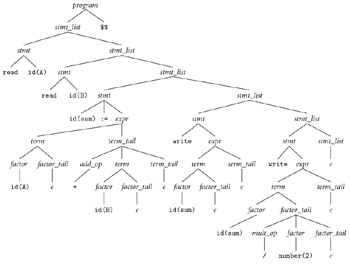 program
stmt_list $$
stmt stmt_list
read id(A) stmt stmt_list
read id(B) stmt stmt_list
id(sum) := expr stmt stmt_list
term term_tail write expr stmt stmt_list
factor factor_tail add_op term term_tail term term_tail write expr ϵ
id(A) ϵ + factor factor_tail ϵ factor factor_tail ϵ term term_tail
id(B) ϵ id(sum) ϵ factor factor_tail ϵ
id(sum) mult_op factor factor_tail
/ number(2) ϵ